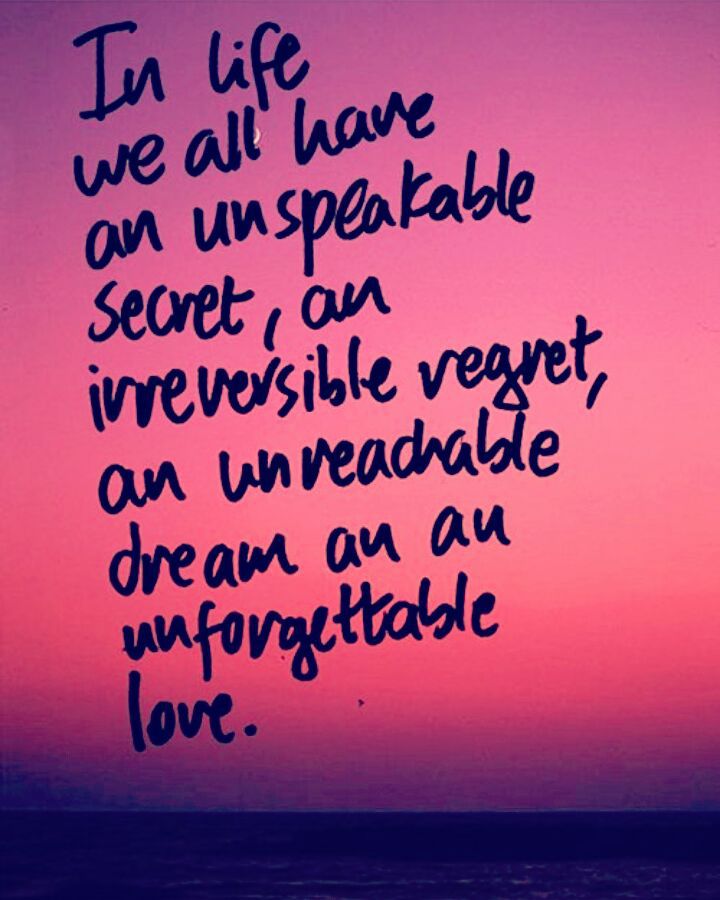 In life
we all have
an unspeakable
secret, an
irreversible regret,
an unreachable
dream an an
unforgettable
love.